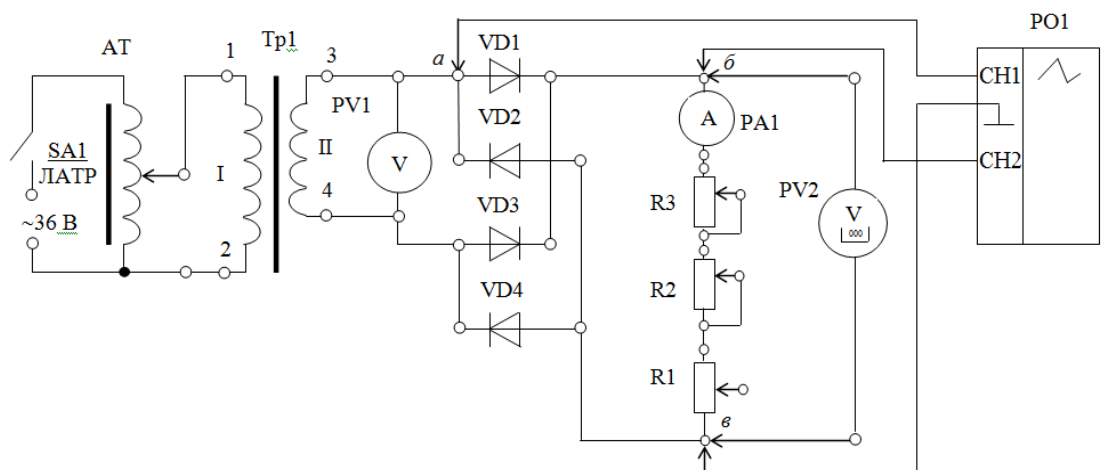 АТ
1
Тр1
3
а
VD1
б
РО1
СН1
PV1
VD2
А
РА1
SA1
ЛАТР
I
II
V
СН2
4
R3
PV2
V
000
~36 В
2
VD3
R2
VD4
R1
в